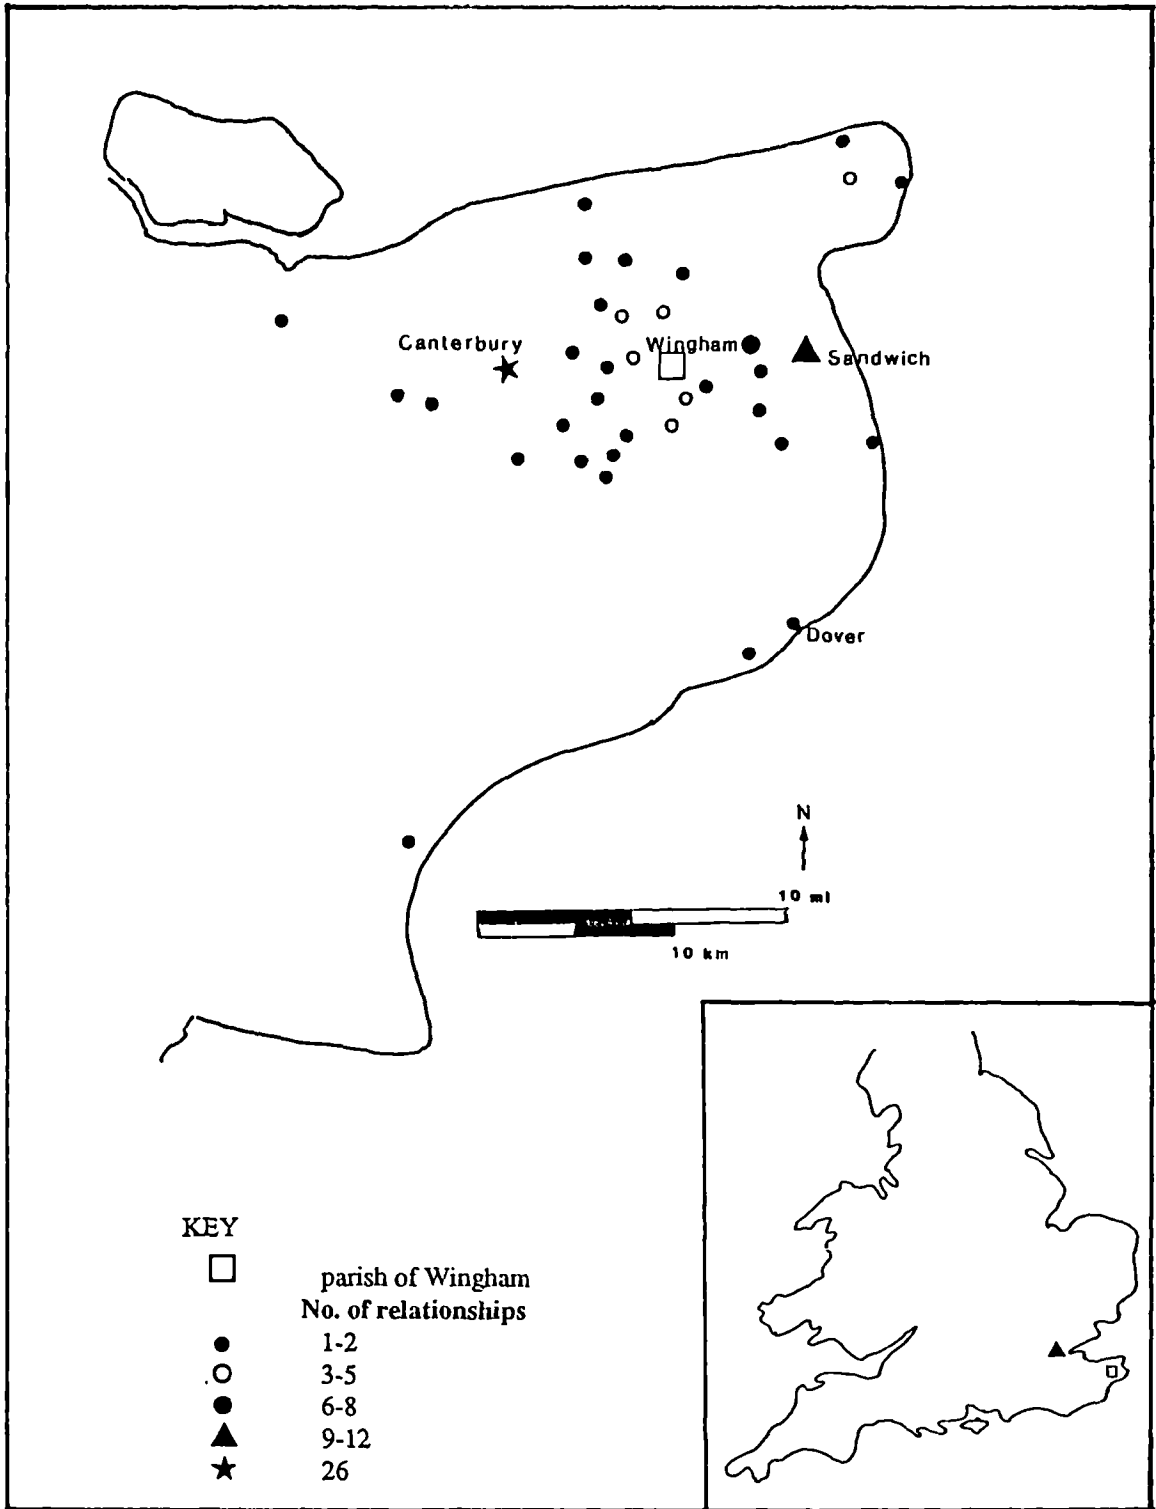 Canterbury
Wingham
Sandwich
Dover
N
10 ml
10 km
KEY
parish of Wingham
No. of relationships
1-2
3-5
6-8
9-12
26